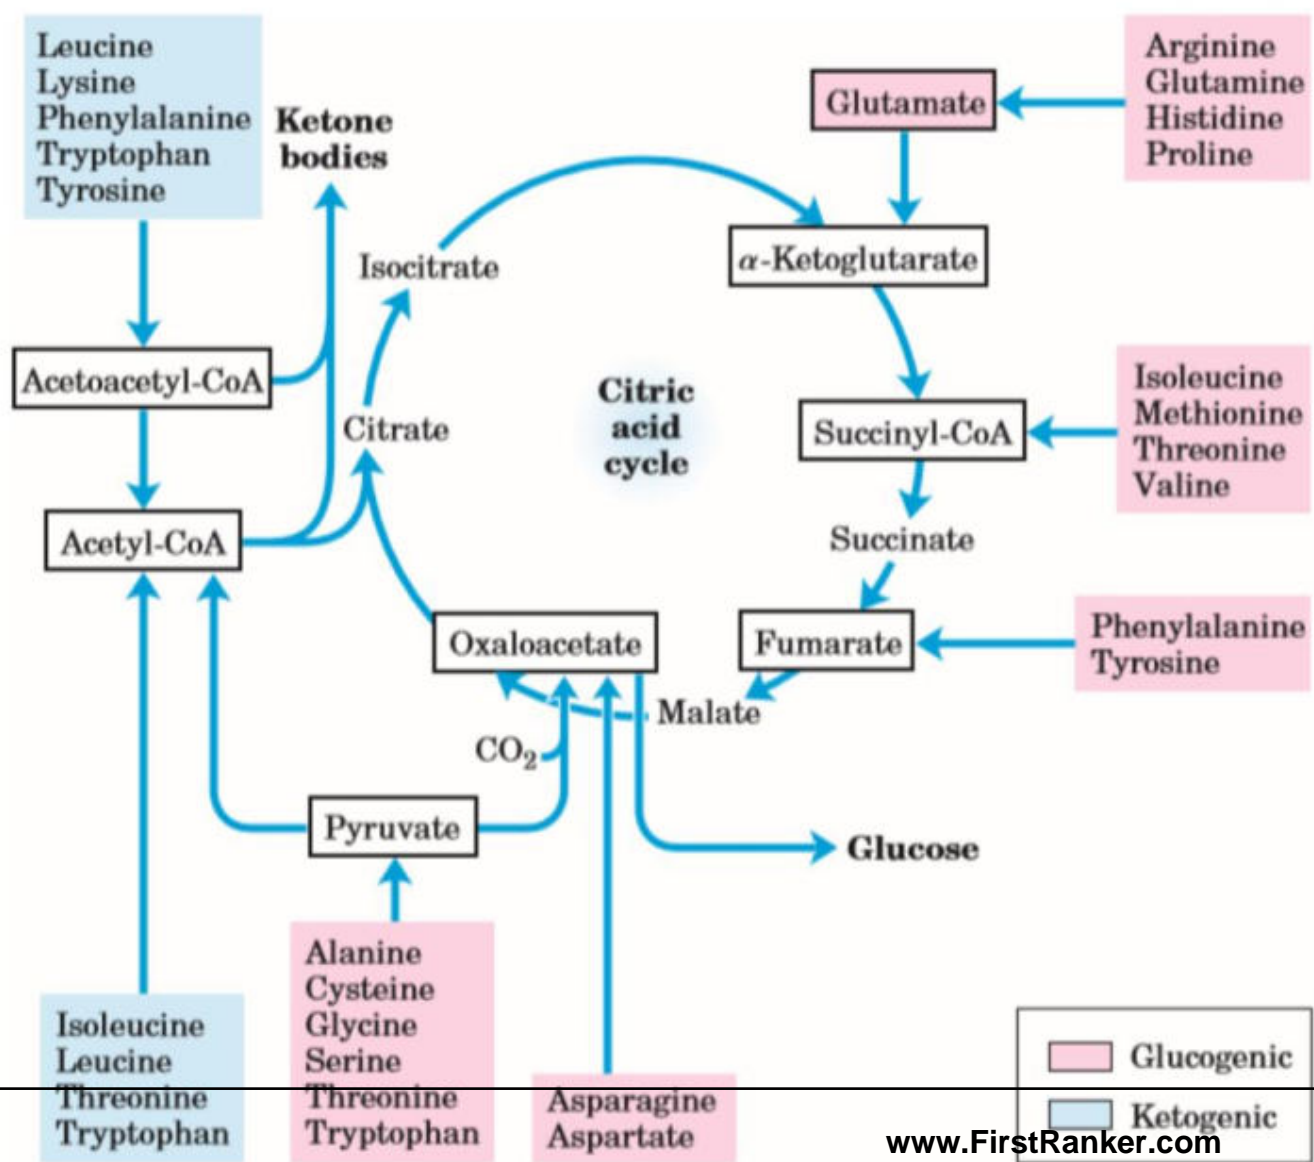 Leucine
Lysine
Phenylalanine
Tryptophan
Tyrosine
Ketone
bodies
Glutamate
Arginine
Glutamine
Histidine
Proline
Isocitrate
α-Ketoglutarate
Acetoacetyl-CoA
Citrate
Citric
acid
cycle
Succinyl-CoA
Isoleucine
Methionine
Threonine
Valine
Acetyl-CoA
Succinate
Oxaloacetate
Fumarate
Phenylalanine
Tyrosine
Malate
CO2
Pyruvate
Glucose
Isoleucine
Leucine
Threonine
Tryptophan
Alanine
Cysteine
Glycine
Serine
Threonine
Tryptophan
Asparagine
Aspartate
Glucogenic
Ketogenic
www.FirstRanker.com